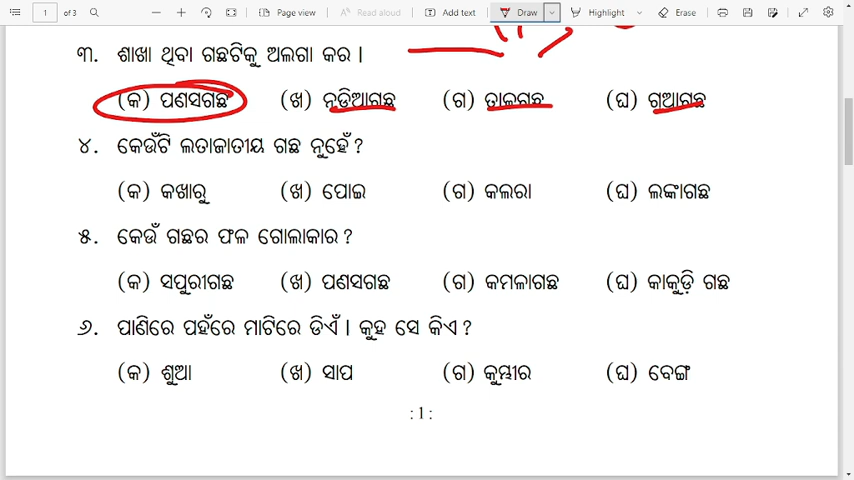 1 of 3 Page view Read aloud Add text Draw Highlight Erase
୩. ଶାଖା ଥିବା ଗଛଟିକୁ ଅଲଗା କର ।
(କ) ପଣସଗଛ (ଖ) ନଡ଼ିଆଗଛ (ଗ) ତାଳଗଛ (ଘ) ଗୁଆଗଛ
୪. କେଉଁଟି ଲତାଜାତୀୟ ଗଛ ନୁହେଁ ?
(କ) କଖାରୁ (ଖ) ପୋଇ (ଗ) କଲରା (ଘ) ଲଙ୍କାଗଛ
୫. କେଉଁ ଗଛର ଫଳ ଗୋଲାକାର ?
(କ) ସପୁରୀଗଛ (ଖ) ପଣସଗଛ (ଗ) କମଳାଗଛ (ଘ) କାକୁଡ଼ି ଗଛ
୬. ପାଣିରେ ପହଁରେ ମାଟିରେ ଡିଏଁ । କୁହ ସେ କିଏ ?
(କ) ଶୁଆ (ଖ) ସାପ (ଗ) କୁମ୍ଭୀର (ଘ) ବେଙ୍ଗ
:1: